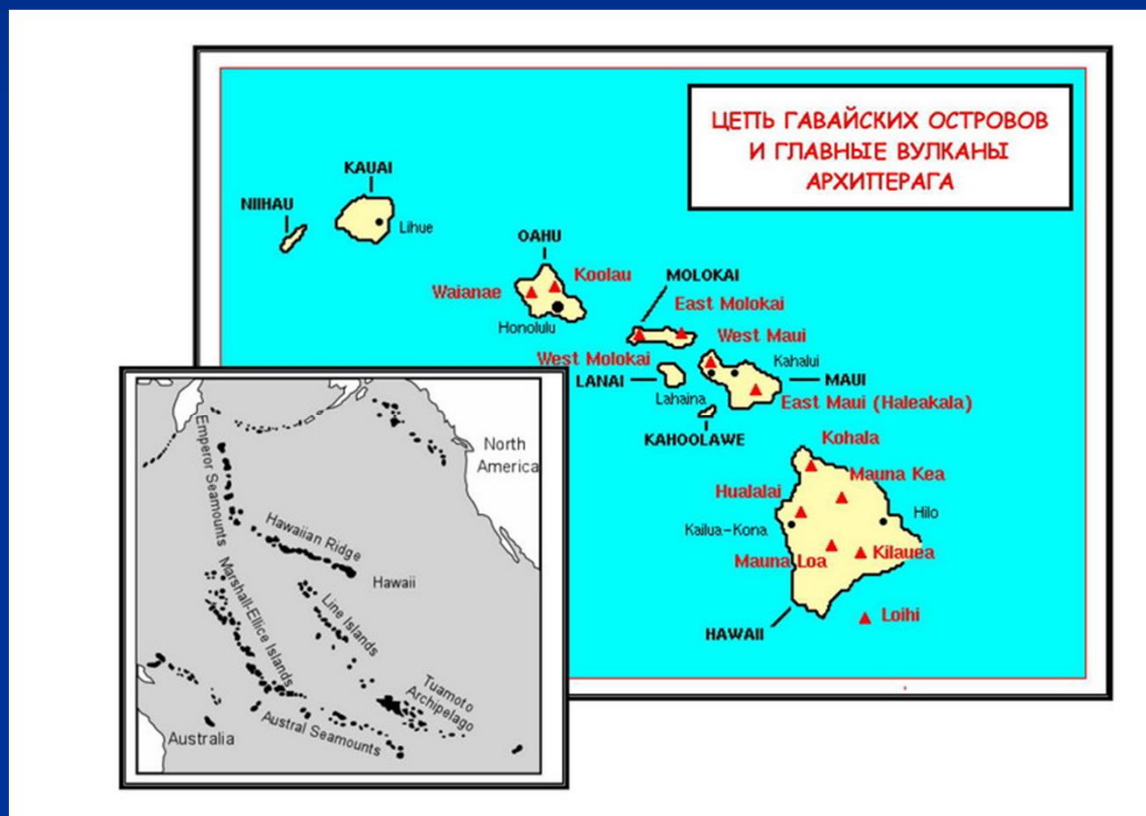 ЦЕПЬ ГАВАЙСКИХ ОСТРОВОВ
И ГЛАВНЫЕ ВУЛКАНЫ
АРХИПЕРАГА
KAUAI
NIIHAU
Lihue
OAHU
Waianae
Koolau
Honolulu
MOLOKAI
East Molokai
West Molokai
West Maui
LANAI
Lahaina
Kahalui
MAUI
East Maui (Haleakala)
KAHOOLAWE
Kohala
Mauna Kea
Hualalai
Hilo
Kailua-Kona
Mauna Loa
Kilauea
Loihi
HAWAII
North
America
Emperor Seamounts
Hawaiian Ridge
Hawaii
Marshall-Ellice Islands
Line Islands
Tuamoto
Archipelago
Austral Seamounts
Australia